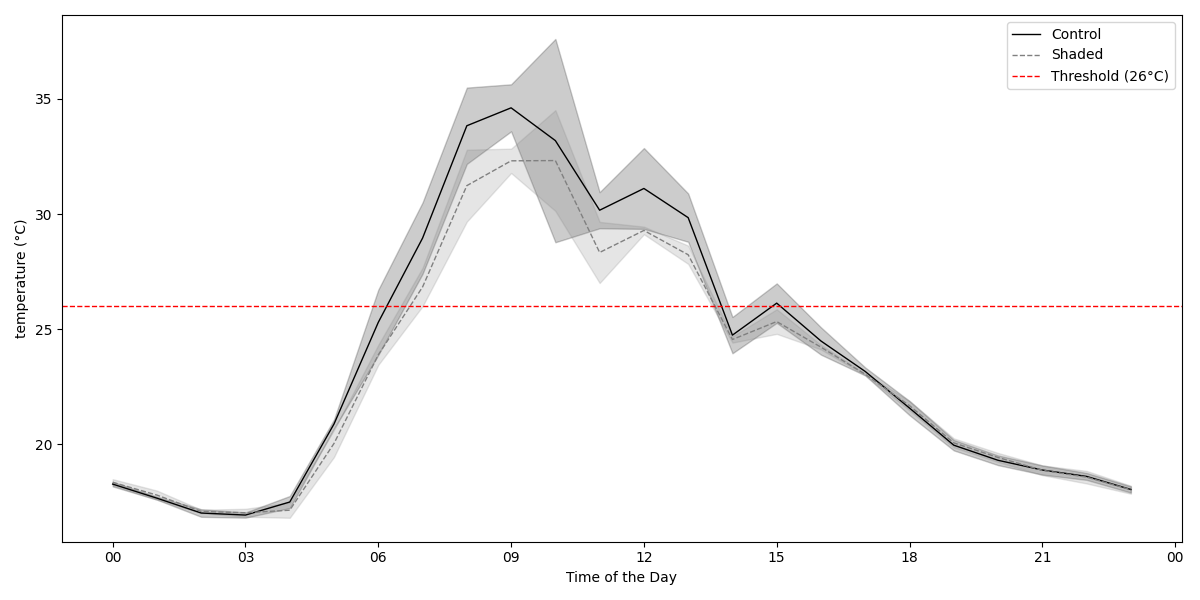 Control
Shaded
Threshold (26°C)
35
30
25
20
temperature (°C)
00 03 06 09 12 15 18 21 00
Time of the Day